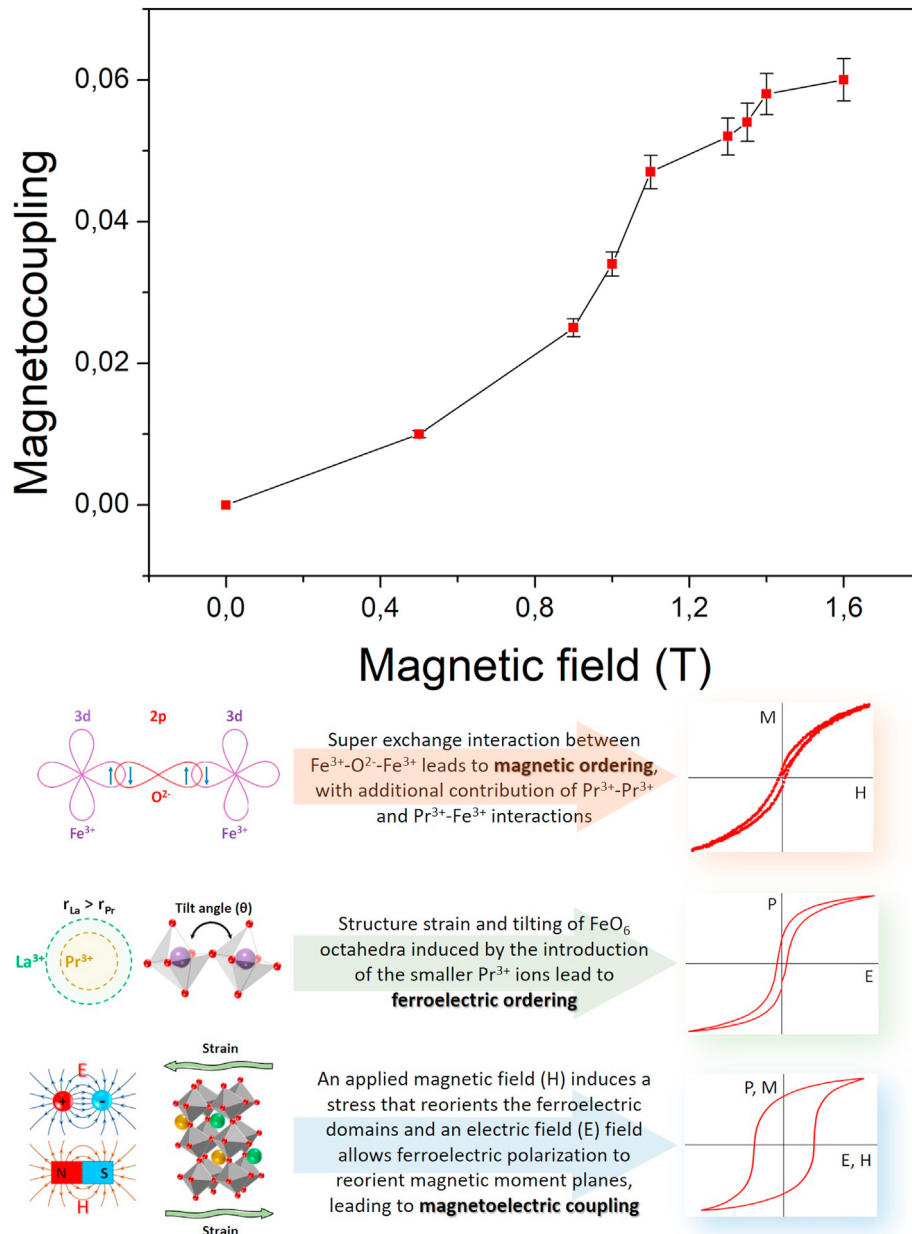 Magnetocoupling
0,06
0,04
0,02
0,00
0,0 0,4 0,8 1,2 1,6
Magnetic field (T)
3d 2p 3d
O²⁻
Fe³⁺ Fe³⁺
Super exchange interaction between
Fe³⁺-O²⁻-Fe³⁺ leads to magnetic ordering,
with additional contribution of Pr³⁺-Pr³⁺
and Pr³⁺-Fe³⁺ interactions
M
H
r_La > r_Pr
La³⁺ Pr³⁺
Tilt angle (θ)
Structure strain and tilting of FeO₆
octahedra induced by the introduction
of the smaller Pr³⁺ ions lead to
ferroelectric ordering
P
E
E
+ -
N S
H
Strain
Strain
An applied magnetic field (H) induces a
stress that reorients the ferroelectric
domains and an electric field (E) field
allows ferroelectric polarization to
reorient magnetic moment planes,
leading to magnetoelectric coupling
P, M
E, H